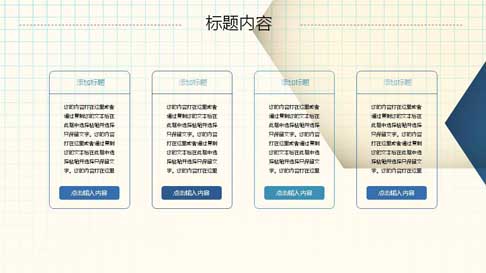 标题内容
添加标题
您的内容打在这里或者
通过复制您的文本后在
此框中选择粘贴并选择
只保留文字。您的内容
打在这里或者通过复制
您的文本后在此框中选
择粘贴并选择只保留文
字。您的内容打在这里
点击输入内容
添加标题
您的内容打在这里或者
通过复制您的文本后在
此框中选择粘贴并选择
只保留文字。您的内容
打在这里或者通过复制
您的文本后在此框中选
择粘贴并选择只保留文
字。您的内容打在这里
点击输入内容
添加标题
您的内容打在这里或者
通过复制您的文本后在
此框中选择粘贴并选择
只保留文字。您的内容
打在这里或者通过复制
您的文本后在此框中选
择粘贴并选择只保留文
字。您的内容打在这里
点击输入内容
添加标题
您的内容打在这里或者
通过复制您的文本后在
此框中选择粘贴并选择
只保留文字。您的内容
打在这里或者通过复制
您的文本后在此框中选
择粘贴并选择只保留文
字。您的内容打在这里
点击输入内容